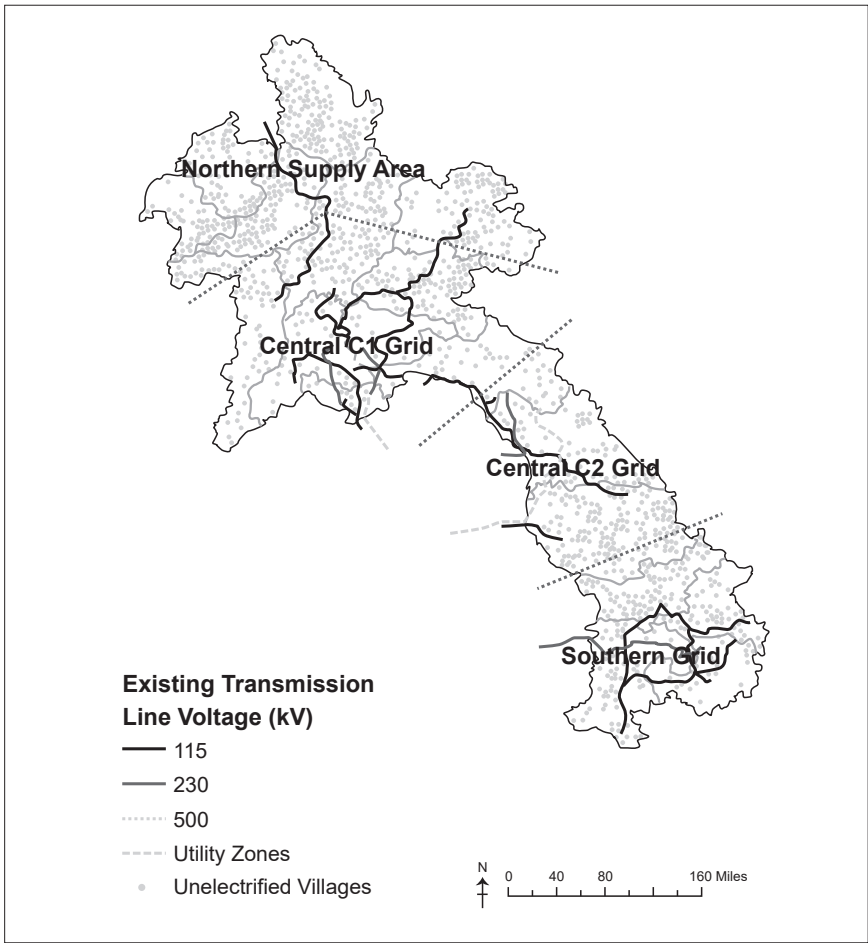 Northern Supply Area
Central C1 Grid
Central C2 Grid
Southern Grid
Existing Transmission
Line Voltage (kV)
115
230
500
Utility Zones
Unelectrified Villages
N
0 40 80 160 Miles